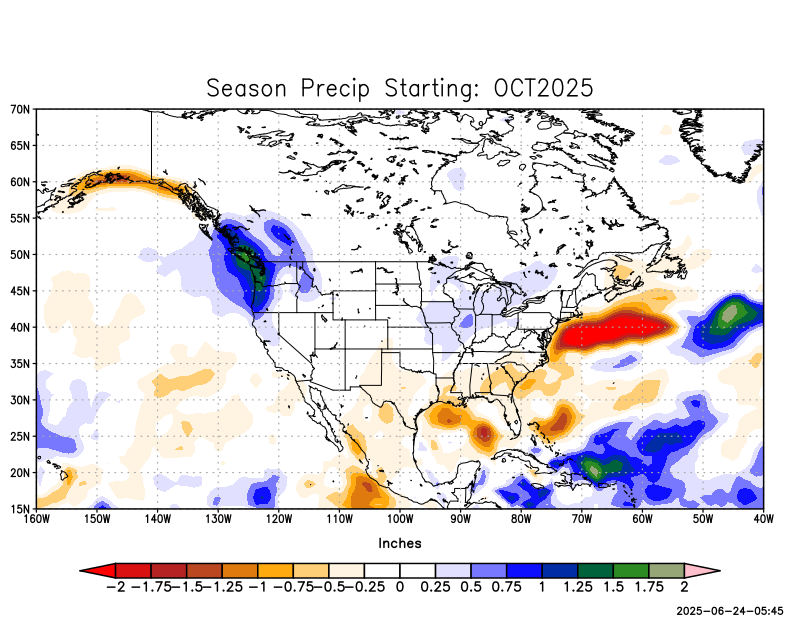 Season Precip Starting: OCT2025
70N
65N
60N
55N
50N
45N
40N
35N
30N
25N
20N
15N
160W 150W 140W 130W 120W 110W 100W 90W 80W 70W 60W 50W 40W
Inches
−2 −1.75 −1.5 −1.25 −1 −0.75 −0.5 −0.25 0 0.25 0.5 0.75 1 1.25 1.5 1.75 2
2025−06−24−05:45